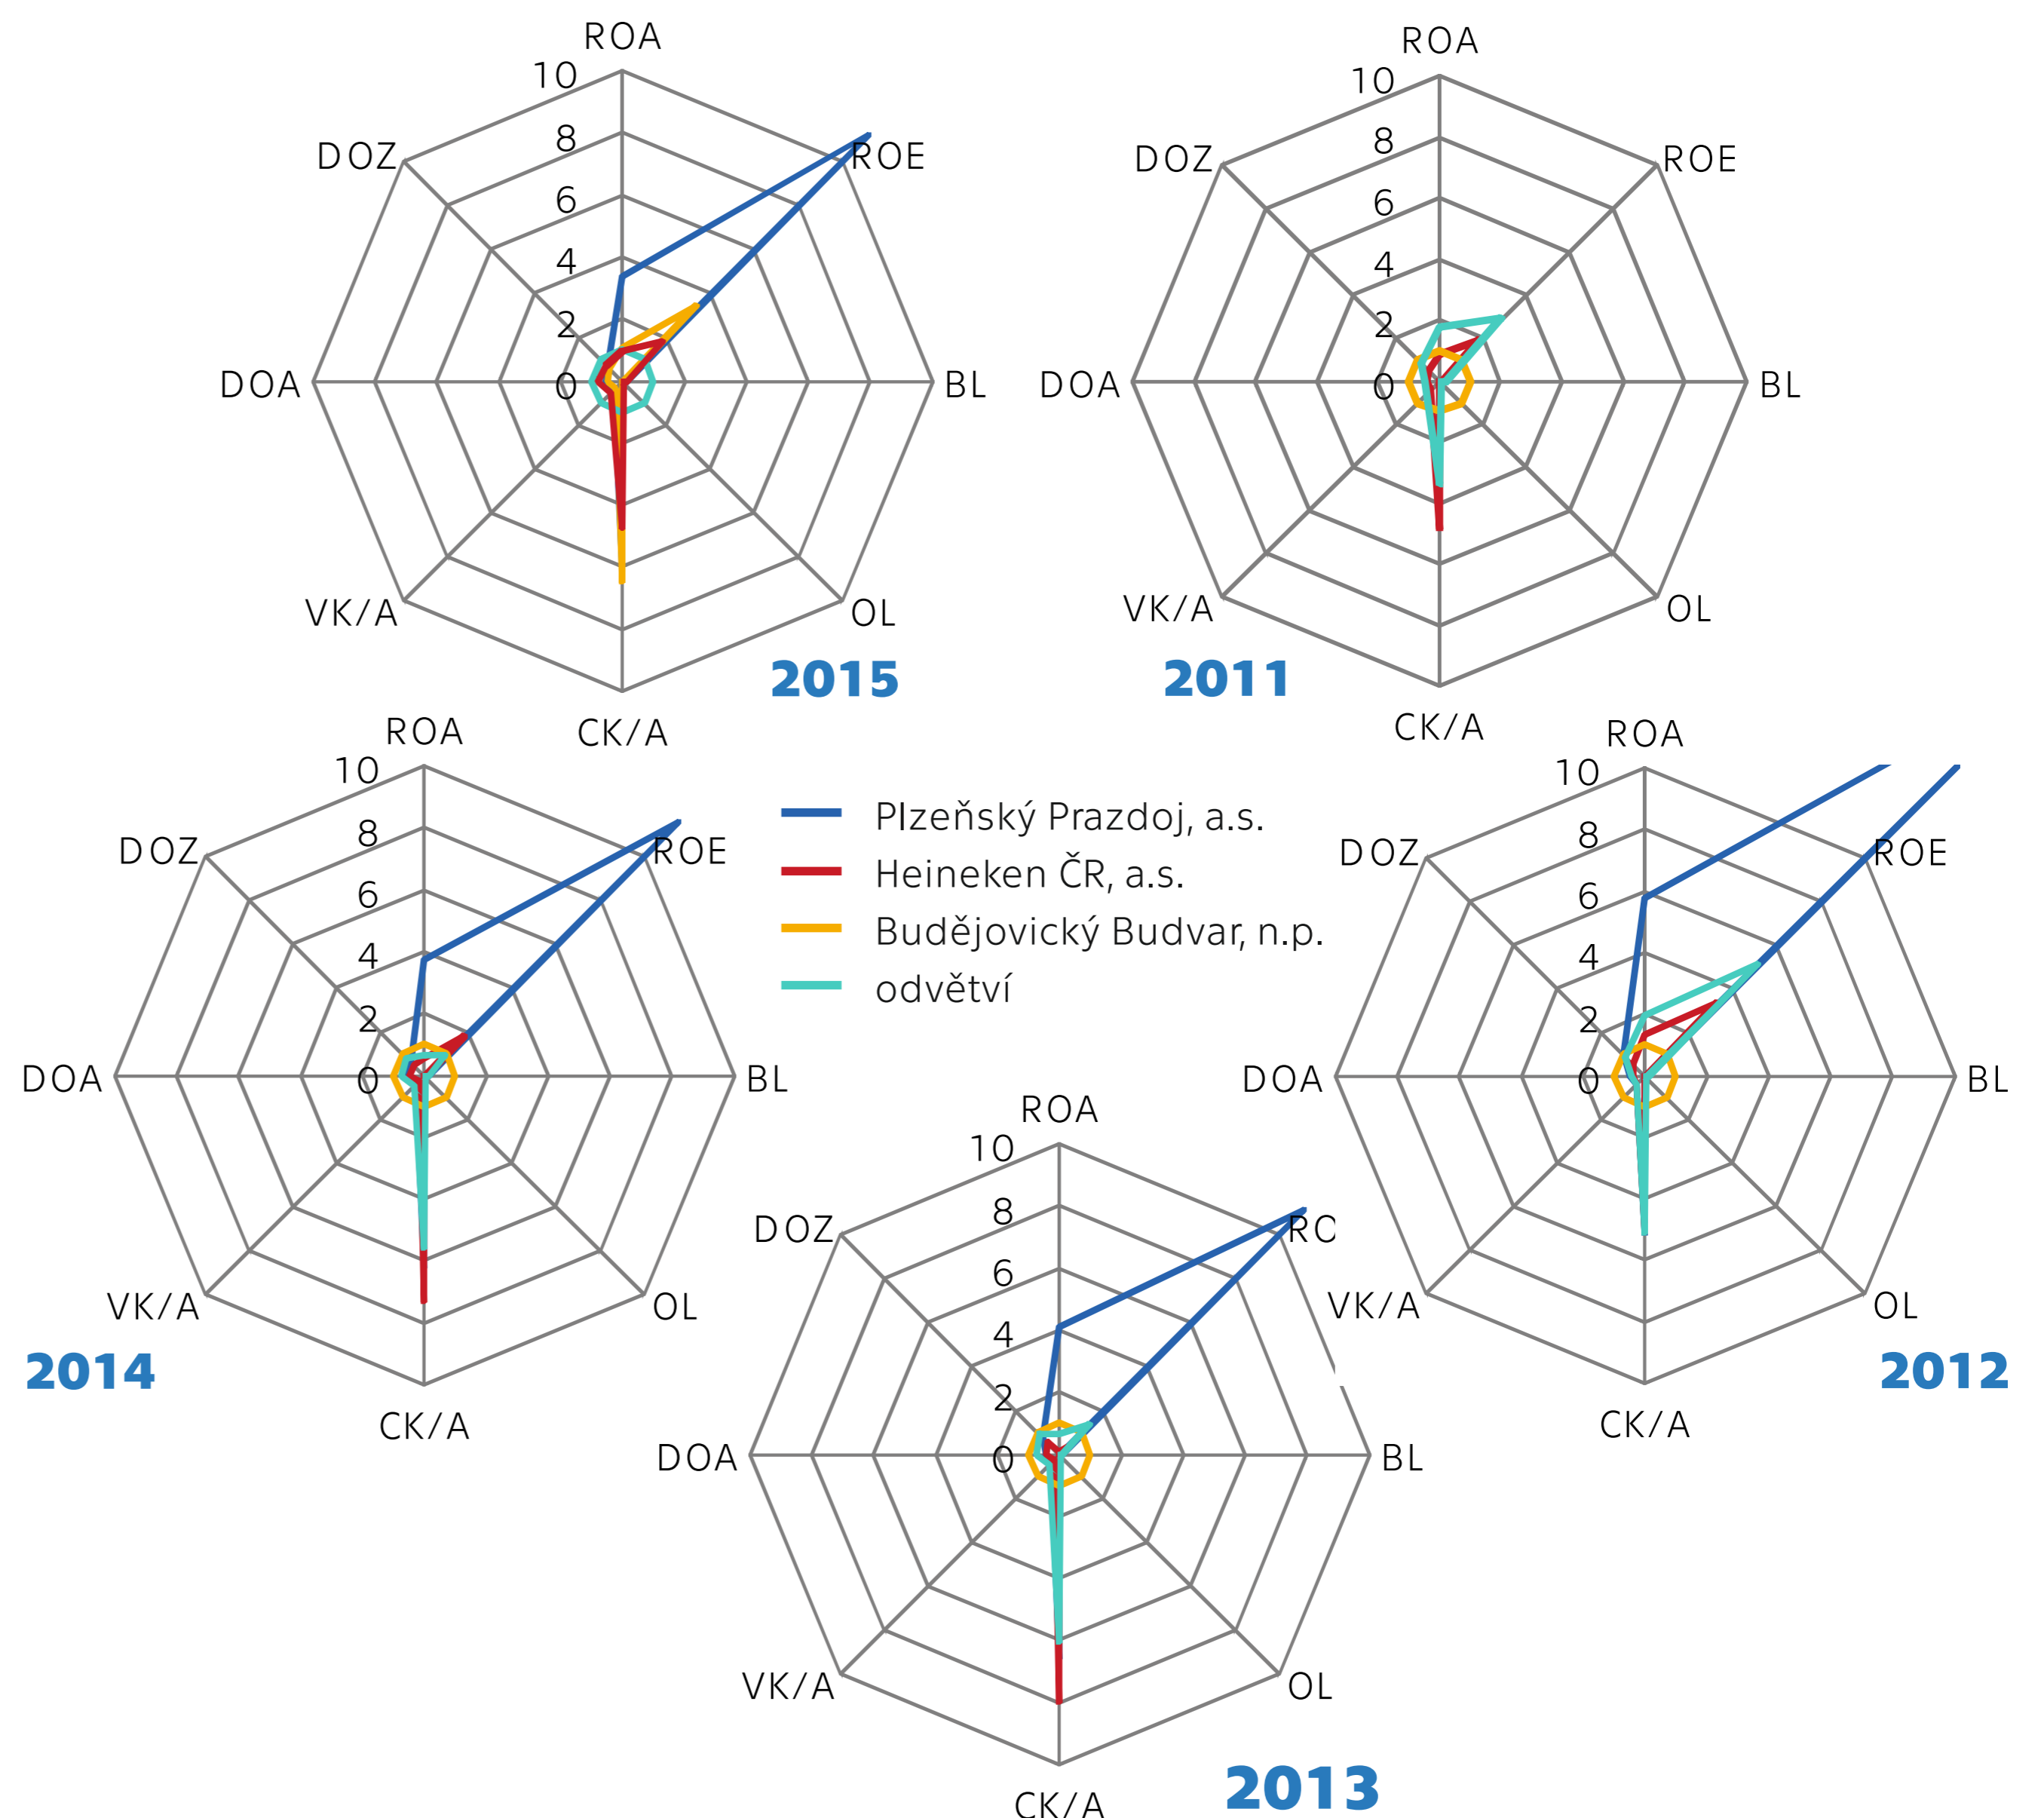 ROA
10
8
6
4
2
0
DOZ
ROE
DOA
BL
VK/A
OL
CK/A
2015
ROA
10
8
6
4
2
0
DOZ
ROE
DOA
BL
VK/A
OL
CK/A
2011
ROA
10
8
6
4
2
0
DOZ
ROE
DOA
BL
VK/A
OL
CK/A
2014
Plzeňský Prazdoj, a.s.
Heineken ČR, a.s.
Budějovický Budvar, n.p.
odvětví
ROA
10
8
6
4
2
0
DOZ
ROE
DOA
BL
VK/A
OL
CK/A
2012
ROA
10
8
6
4
2
0
DOZ
RO
DOA
BL
VK/A
OL
CK/A
2013